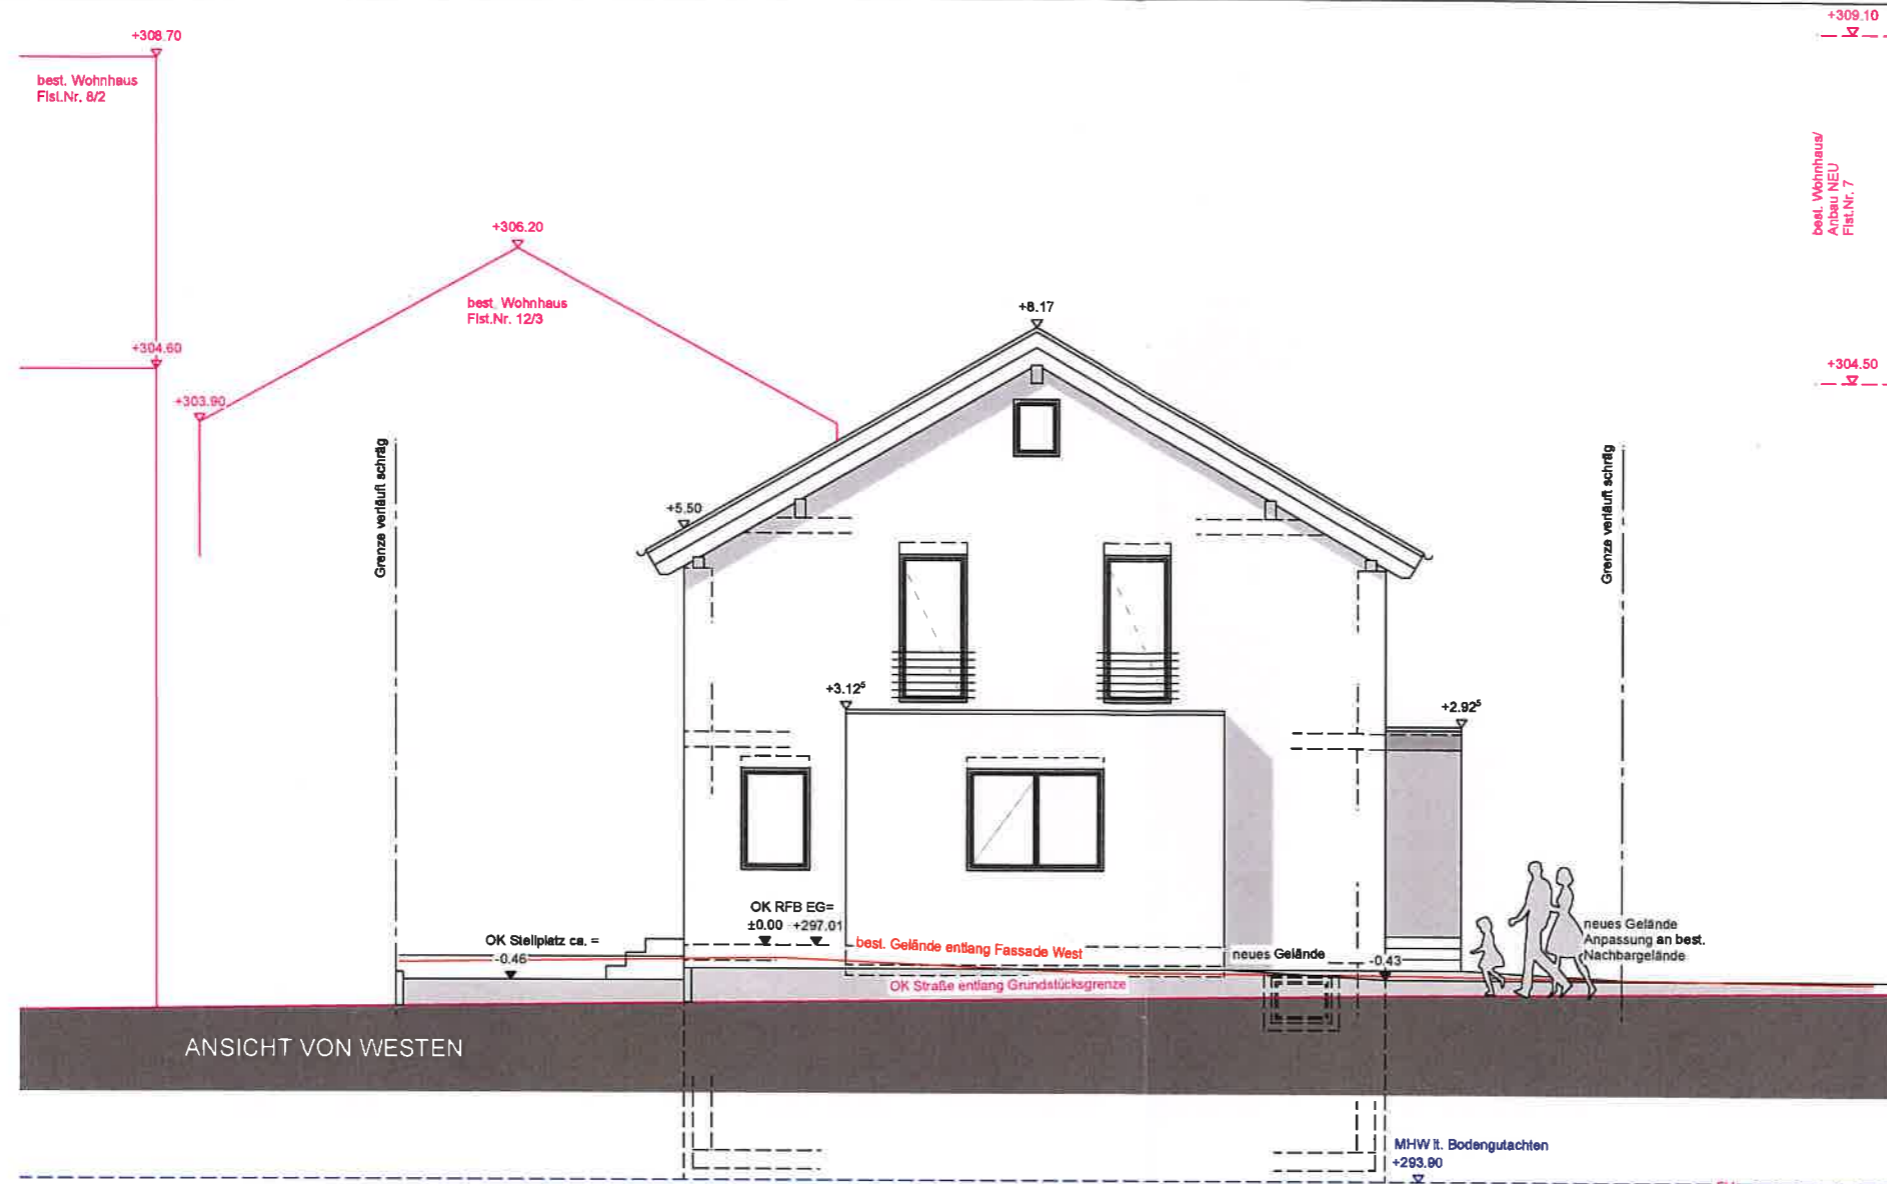 +308.70
best. Wohnhaus
Flst.Nr. 8/2
+309.10
best. Wohnhaus/
Anbau NEU
Flst.Nr. 7
+306.20
best. Wohnhaus
Flst.Nr. 12/3
+8.17
+304.60
+304.50
+303.90
Grenze verläuft schräg
Grenze verläuft schräg
+5.50
+3.12⁵
+2.92⁵
OK RFB EG=
±0.00 +297.01
OK Stellplatz ca. =
-0.46
best. Gelände entlang Fassade West
neues Gelände
-0.43
neues Gelände
Anpassung an best.
Nachbargelände
OK Straße entlang Grundstücksgrenze
ANSICHT VON WESTEN
MHW lt. Bodengutachten
+293.90